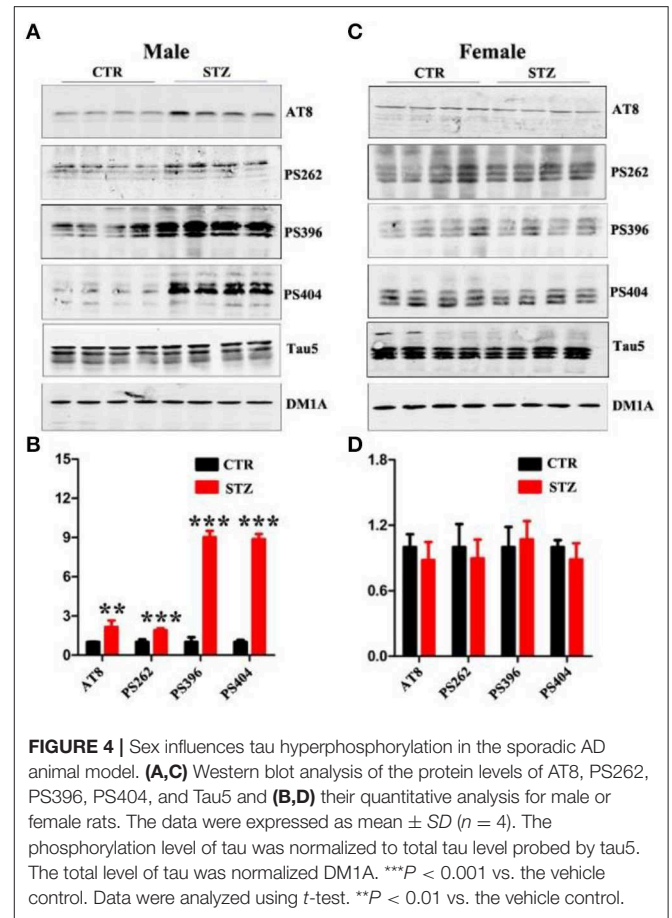 A
Male
CTR STZ
AT8
PS262
PS396
PS404
Tau5
DM1A
C
Female
CTR STZ
AT8
PS262
PS396
PS404
Tau5
DM1A
B
15
12
9
6
3
0
CTR
STZ
** *** *** ***
AT8 PS262 PS396 PS404
D
1.8
1.2
0.6
0.0
CTR
STZ
AT8 PS262 PS396 PS404
FIGURE 4 | Sex influences tau hyperphosphorylation in the sporadic AD
animal model. (A,C) Western blot analysis of the protein levels of AT8, PS262,
PS396, PS404, and Tau5 and (B,D) their quantitative analysis for male or
female rats. The data were expressed as mean ± SD (n = 4). The
phosphorylation level of tau was normalized to total tau level probed by tau5.
The total level of tau was normalized DM1A. ***P < 0.001 vs. the vehicle
control. Data were analyzed using t-test. **P < 0.01 vs. the vehicle control.